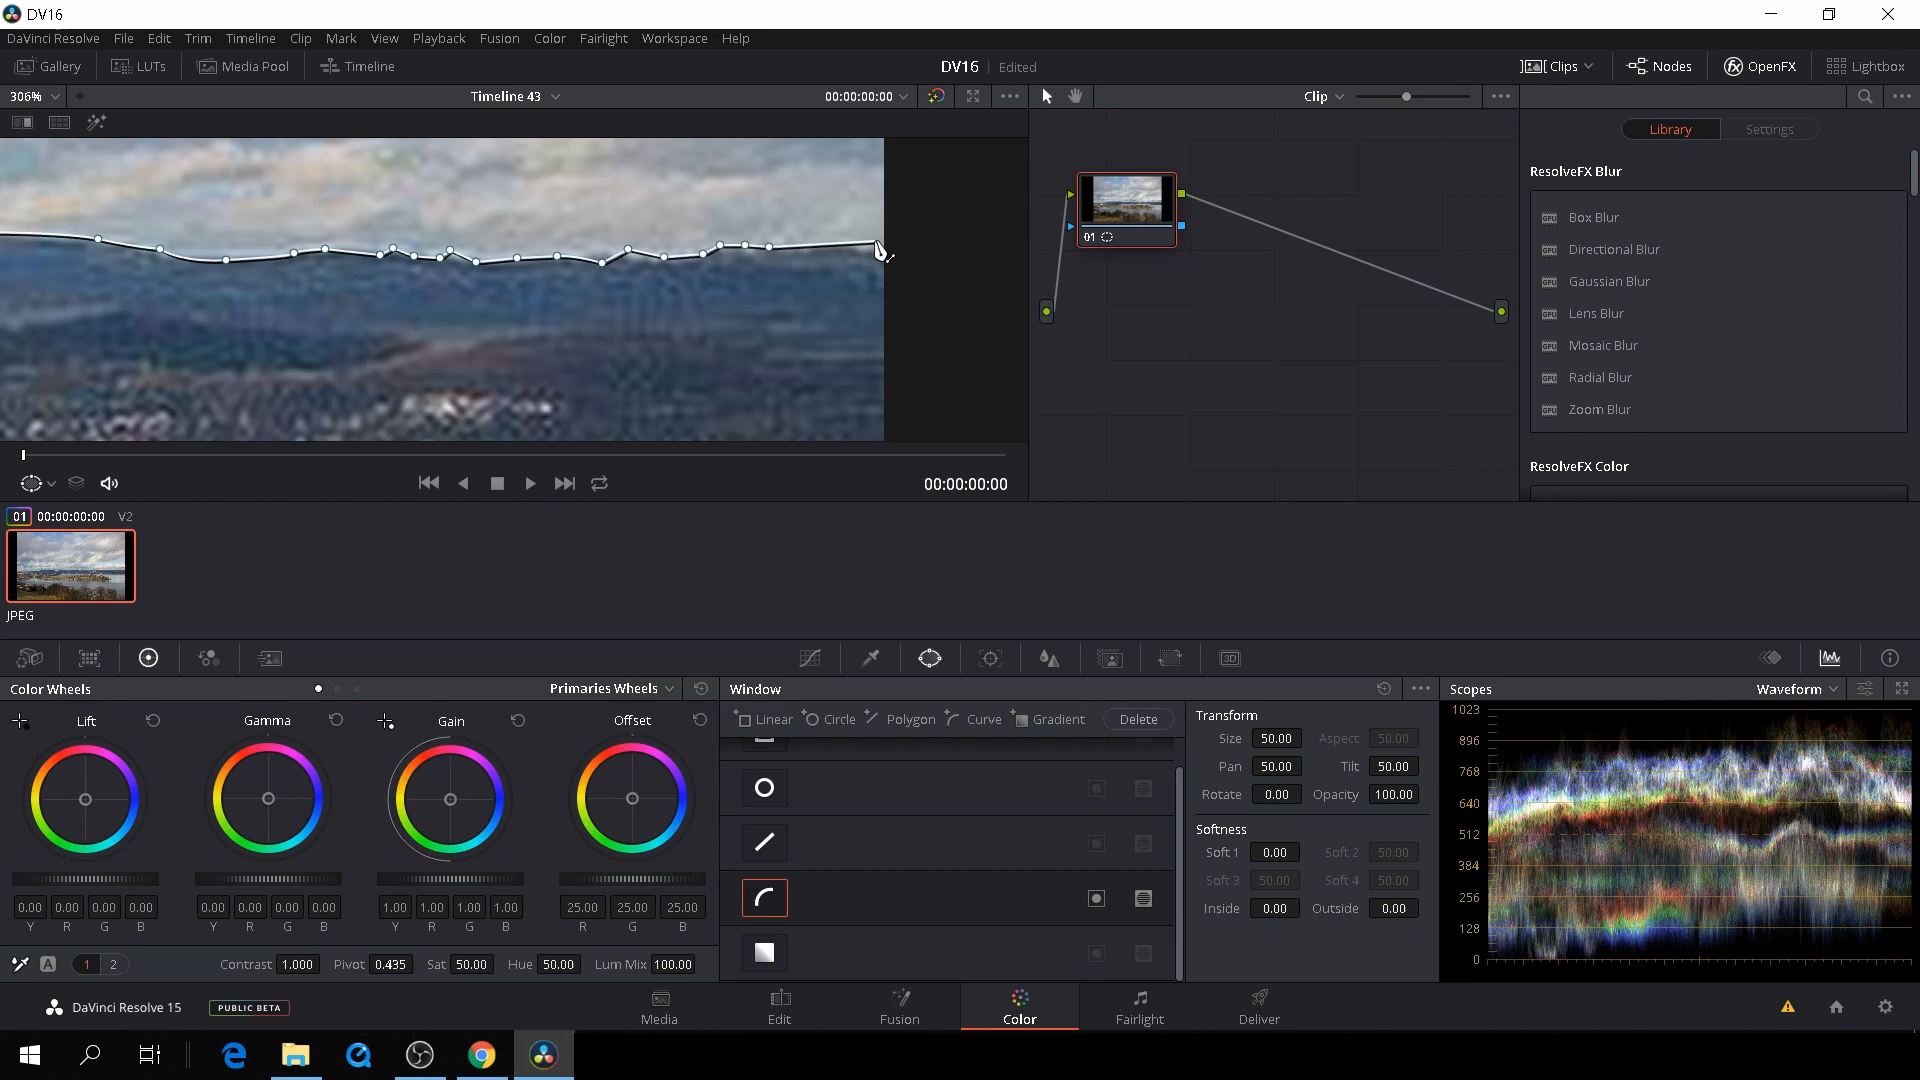 DV16
DaVinci Resolve File Edit Trim Timeline Clip Mark View Playback Fusion Color Fairlight Workspace Help
Gallery LUTs Media Pool Timeline DV16 Edited Clips Nodes fx OpenFX Lightbox
306% Timeline 43 00:00:00:00 Clip
Library Settings
ResolveFX Blur
GPU Box Blur
GPU Directional Blur
GPU Gaussian Blur
GPU Lens Blur
GPU Mosaic Blur
GPU Radial Blur
GPU Zoom Blur
01
ResolveFX Color
00:00:00:00
01 00:00:00:00 V2
JPEG
3D
Color Wheels Primaries Wheels Window Scopes Waveform
Lift Gamma Gain Offset
Linear Circle Polygon Curve Gradient Delete
Transform
Size 50.00 Aspect 50.00
Pan 50.00 Tilt 50.00
Rotate 0.00 Opacity 100.00
Softness
Soft 1 0.00 Soft 2 50.00
Soft 3 50.00 Soft 4 50.00
Inside 0.00 Outside 0.00
1023
896
768
640
512
384
256
128
0
0.00 0.00 0.00 0.00 0.00 0.00 0.00 0.00 1.00 1.00 1.00 1.00 25.00 25.00 25.00
Y R G B Y R G B Y R G B R G B
A 1 2 Contrast 1.000 Pivot 0.435 Sat 50.00 Hue 50.00 Lum Mix 100.00
DaVinci Resolve 15 PUBLIC BETA
Media Edit Fusion Color Fairlight Deliver